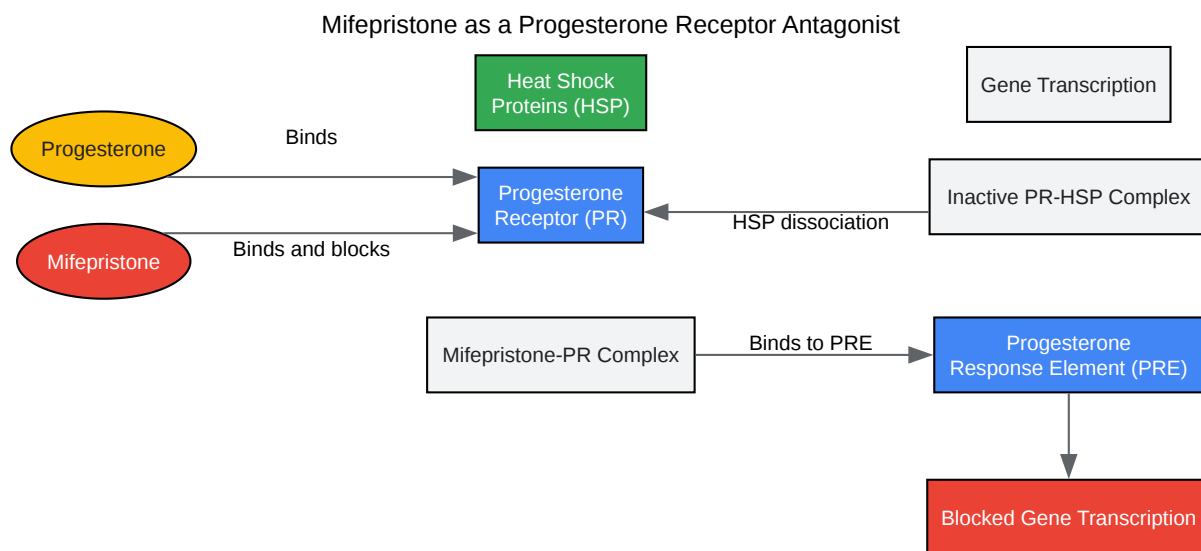 Mifepristone as a Progesterone Receptor Antagonist
Heat Shock
Proteins (HSP)
Gene Transcription
Progesterone
Binds
Progesterone
Receptor (PR)
Inactive PR-HSP Complex
HSP dissociation
Mifepristone
Binds and blocks
Mifepristone-PR Complex
Binds to PRE
Progesterone
Response Element (PRE)
Blocked Gene Transcription